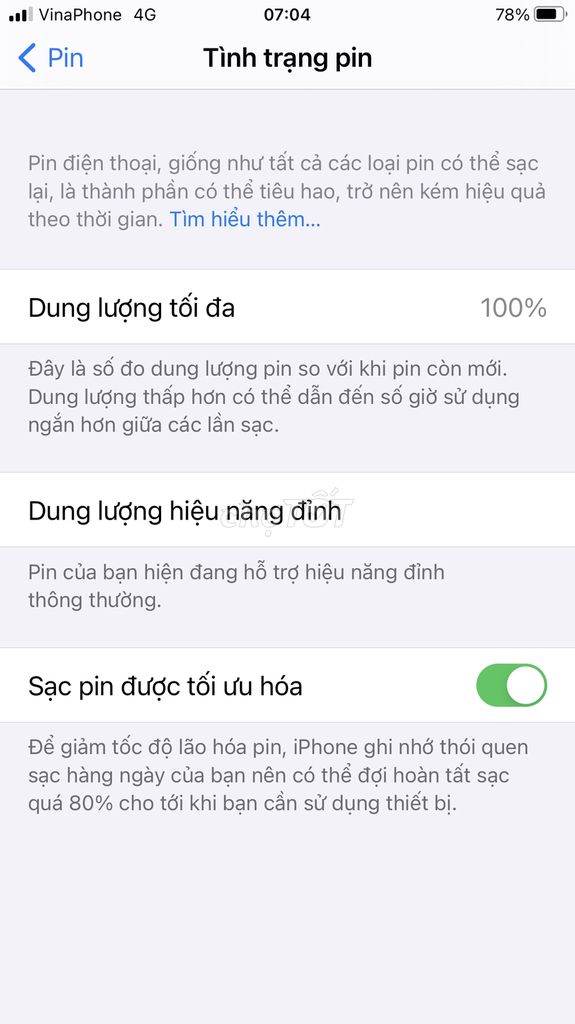 VinaPhone 4G 07:04 78%
Pin Tình trạng pin
Pin điện thoại, giống như tất cả các loại pin có thể sạc
lại, là thành phần có thể tiêu hao, trở nên kém hiệu quả
theo thời gian. Tìm hiểu thêm...
Dung lượng tối đa 100%
Đây là số đo dung lượng pin so với khi pin còn mới.
Dung lượng thấp hơn có thể dẫn đến số giờ sử dụng
ngắn hơn giữa các lần sạc.
Dung lượng hiệu năng đỉnh
chợTỐT
Pin của bạn hiện đang hỗ trợ hiệu năng đỉnh
thông thường.
Sạc pin được tối ưu hóa
Để giảm tốc độ lão hóa pin, iPhone ghi nhớ thói quen
sạc hàng ngày của bạn nên có thể đợi hoàn tất sạc
quá 80% cho tới khi bạn cần sử dụng thiết bị.